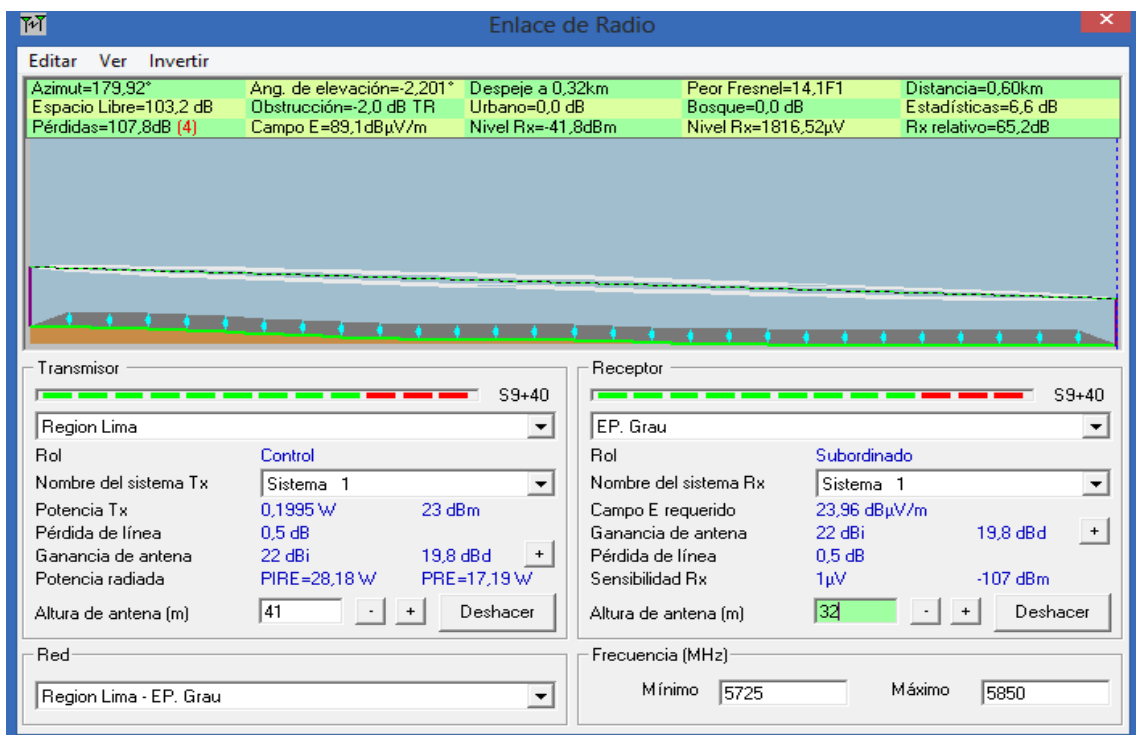 Enlace de Radio
Editar Ver Invertir
Azimut=179,92° Ang. de elevación=-2,201° Despeje a 0,32km Peor Fresnel=14,1F1 Distancia=0,60km
Espacio Libre=103,2 dB Obstrucción=-2,0 dB TR Urbano=0,0 dB Bosque=0,0 dB Estadísticas=6,6 dB
Pérdidas=107,8dB (4) Campo E=89,1dBµV/m Nivel Rx=-41,8dBm Nivel Rx=1816,52µV Rx relativo=65,2dB
Transmisor
S9+40
Region Lima
Rol Control
Nombre del sistema Tx Sistema 1
Potencia Tx 0,1995 W 23 dBm
Pérdida de línea 0,5 dB
Ganancia de antena 22 dBi 19,8 dBd +
Potencia radiada PIRE=28,18 W PRE=17,19 W
Altura de antena (m) 41 - + Deshacer
Receptor
S9+40
EP. Grau
Rol Subordinado
Nombre del sistema Rx Sistema 1
Campo E requerido 23,96 dBµV/m
Ganancia de antena 22 dBi 19,8 dBd +
Pérdida de línea 0,5 dB
Sensibilidad Rx 1µV -107 dBm
Altura de antena (m) 32 - + Deshacer
Red
Region Lima - EP. Grau
Frecuencia (MHz)
Mínimo 5725 Máximo 5850